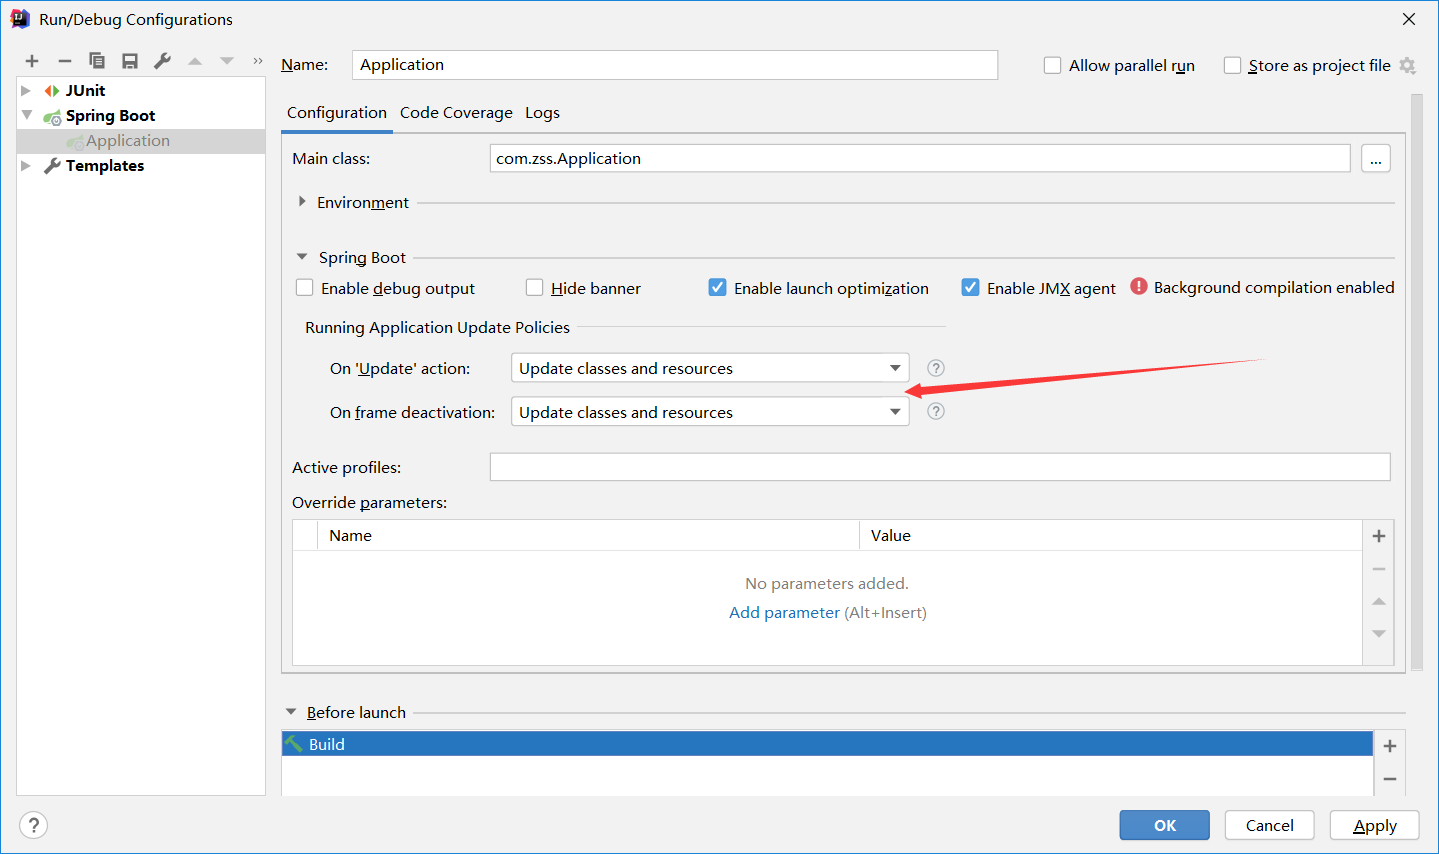 Run/Debug Configurations
Name: Application
Allow parallel run
Store as project file
JUnit
Spring Boot
Application
Templates
Configuration Code Coverage Logs
Main class: com.zss.Application ...
Environment
Spring Boot
Enable debug output Hide banner Enable launch optimization Enable JMX agent Background compilation enabled
Running Application Update Policies
On 'Update' action: Update classes and resources ?
On frame deactivation: Update classes and resources ?
Active profiles:
Override parameters:
Name Value
No parameters added.
Add parameter (Alt+Insert)
Before launch
Build
? OK Cancel Apply